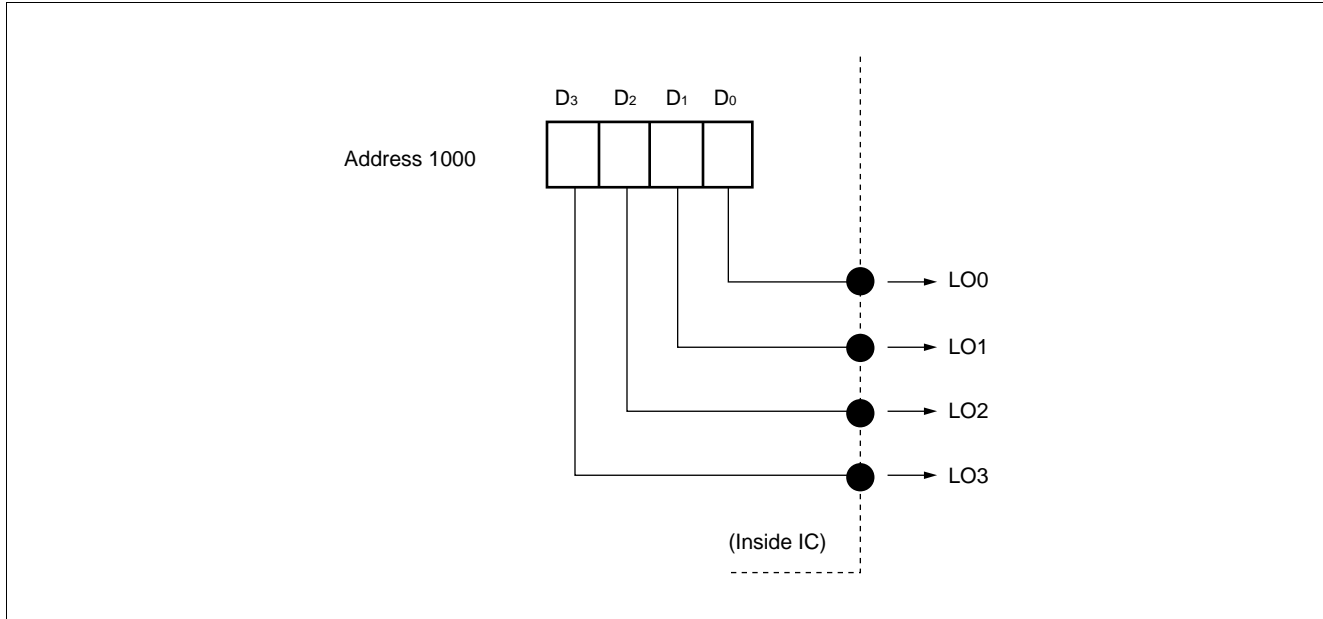 D3 D2 D1 D0
Address 1000
LO0
LO1
LO2
LO3
(Inside IC)